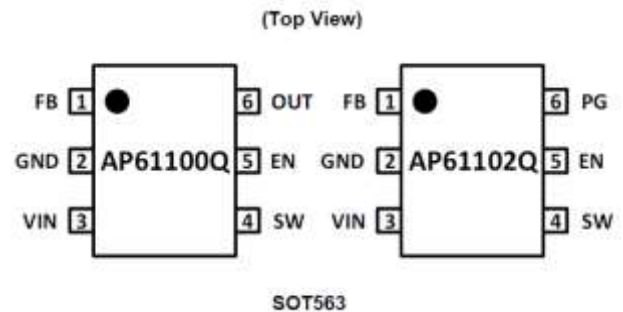 (Top View)
FB 1 6 OUT FB 1 6 PG
GND 2 AP61100Q 5 EN GND 2 AP61102Q 5 EN
VIN 3 4 SW VIN 3 4 SW
SOT563